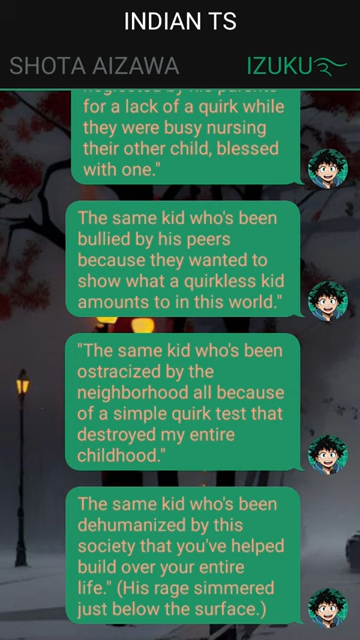 INDIAN TS
SHOTA AIZAWA IZUKU
neglected by his parents
for a lack of a quirk while
they were busy nursing
their other child, blessed
with one."
The same kid who's been
bullied by his peers
because they wanted to
show what a quirkless kid
amounts to in this world."
"The same kid who's been
ostracized by the
neighborhood all because
of a simple quirk test that
destroyed my entire
childhood."
The same kid who's been
dehumanized by this
society that you've helped
build over your entire
life." (His rage simmered
just below the surface.)